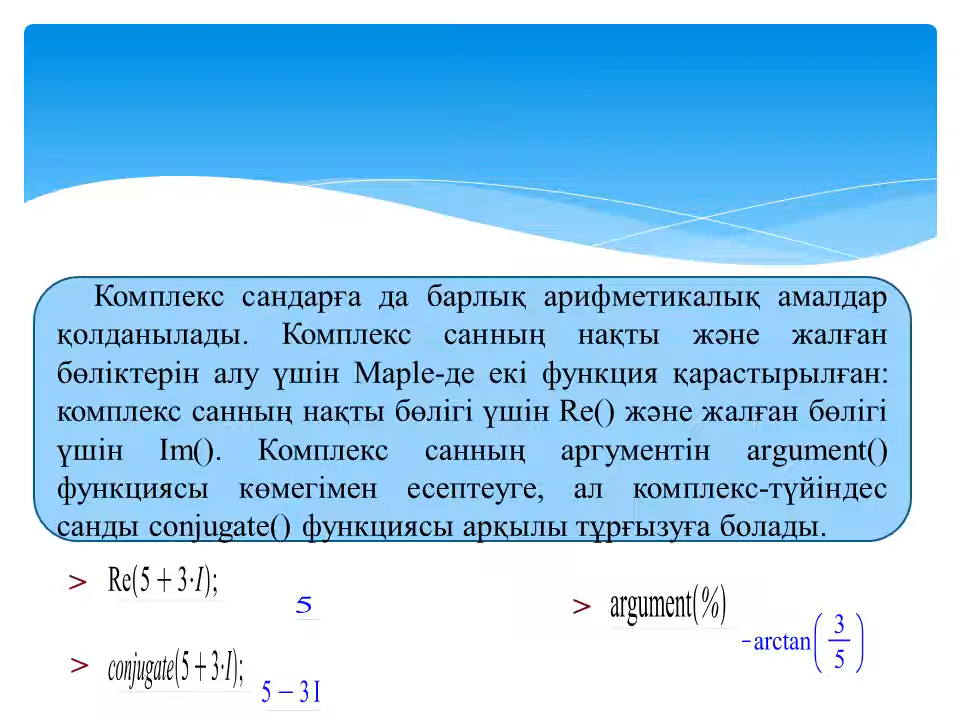 Комплекс сандарға да барлық арифметикалық амалдар
қолданылады. Комплекс санның нақты және жалған
бөліктерін алу үшін Maple-де екі функция қарастырылған:
комплекс санның нақты бөлігі үшін Re() және жалған бөлігі
үшін Im(). Комплекс санның аргументін argument()
функциясы көмегімен есептеуге, ал комплекс-түйіндес
санды conjugate() функциясы арқылы тұрғызуға болады.
> Re(5 + 3·I);
5
> conjugate(5 + 3·I);
5 − 3 I
> argument(%)
−arctan(3/5)